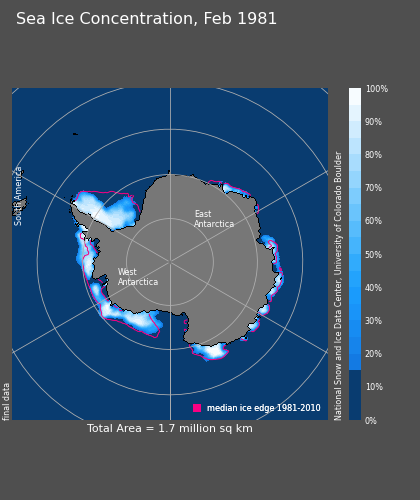 Sea Ice Concentration, Feb 1981
South America
East
Antarctica
West
Antarctica
final data
median ice edge 1981-2010
Total Area = 1.7 million sq km
National Snow and Ice Data Center, University of Colorado Boulder
100%
90%
80%
70%
60%
50%
40%
30%
20%
10%
0%